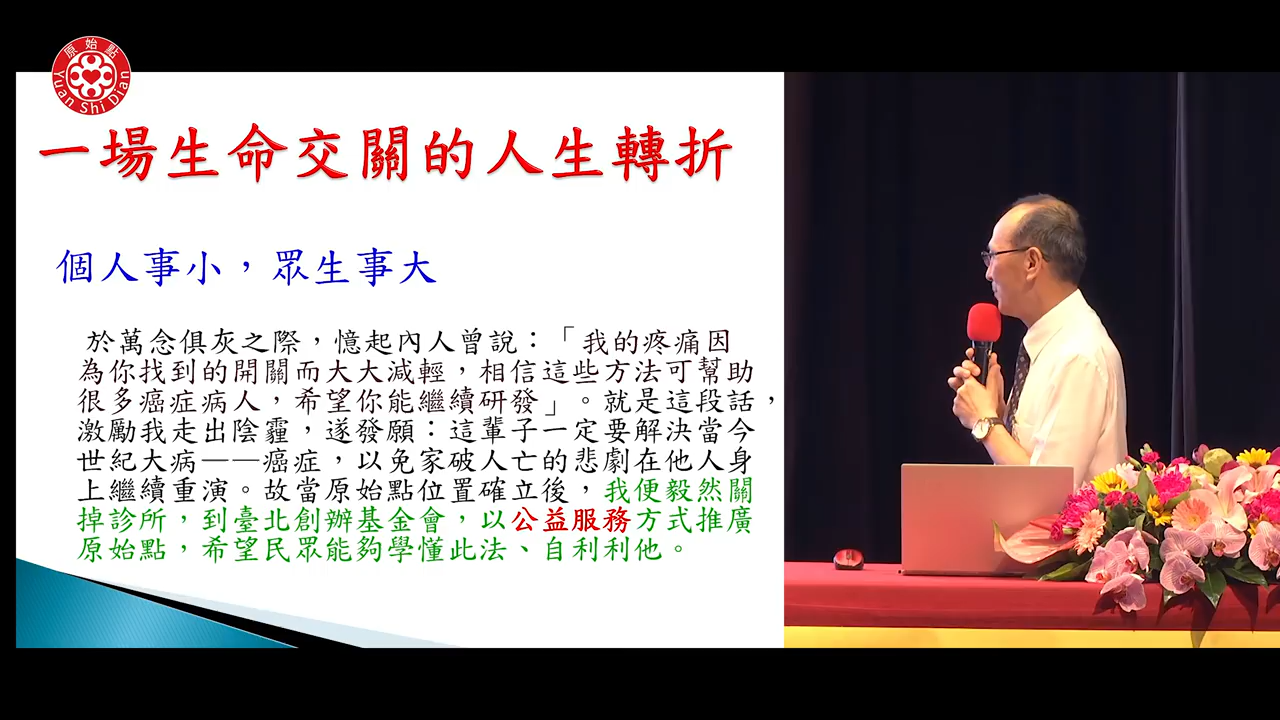 原始點
Yuan Shi Dian
一場生命交關的人生轉折
個人事小，眾生事大
於萬念俱灰之際，憶起內人曾說：「我的疼痛因
為你找到的開關而大大減輕，相信這些方法可幫助
很多癌症病人，希望你能繼續研發」。就是這段話，
激勵我走出陰霾，遂發願：這輩子一定要解決當今
世紀大病——癌症，以免家破人亡的悲劇在他人身
上繼續重演。故當原始點位置確立後，我便毅然關
掉診所，到臺北創辦基金會，以公益服務方式推廣
原始點，希望民眾能夠學懂此法、自利利他。